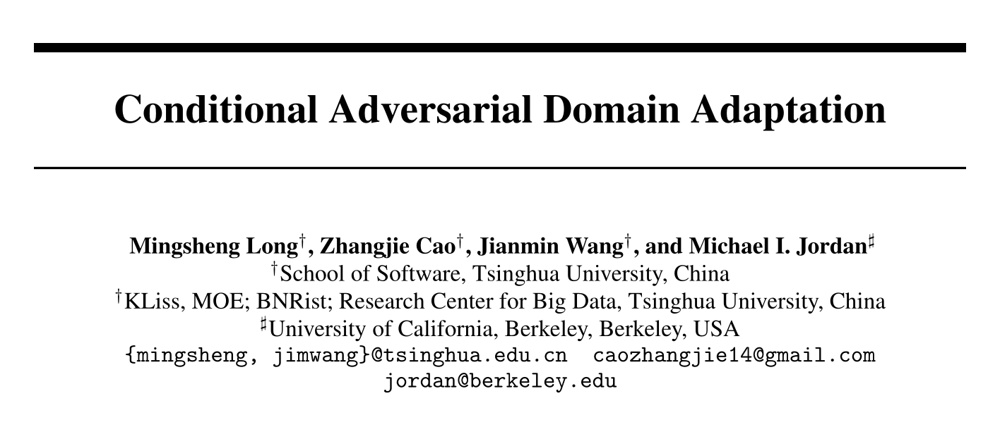 Conditional Adversarial Domain Adaptation
Mingsheng Long†, Zhangjie Cao†, Jianmin Wang†, and Michael I. Jordan♯
†School of Software, Tsinghua University, China
†KLiss, MOE; BNRist; Research Center for Big Data, Tsinghua University, China
♯University of California, Berkeley, Berkeley, USA
{mingsheng, jimwang}@tsinghua.edu.cn caozhangjie14@gmail.com
jordan@berkeley.edu